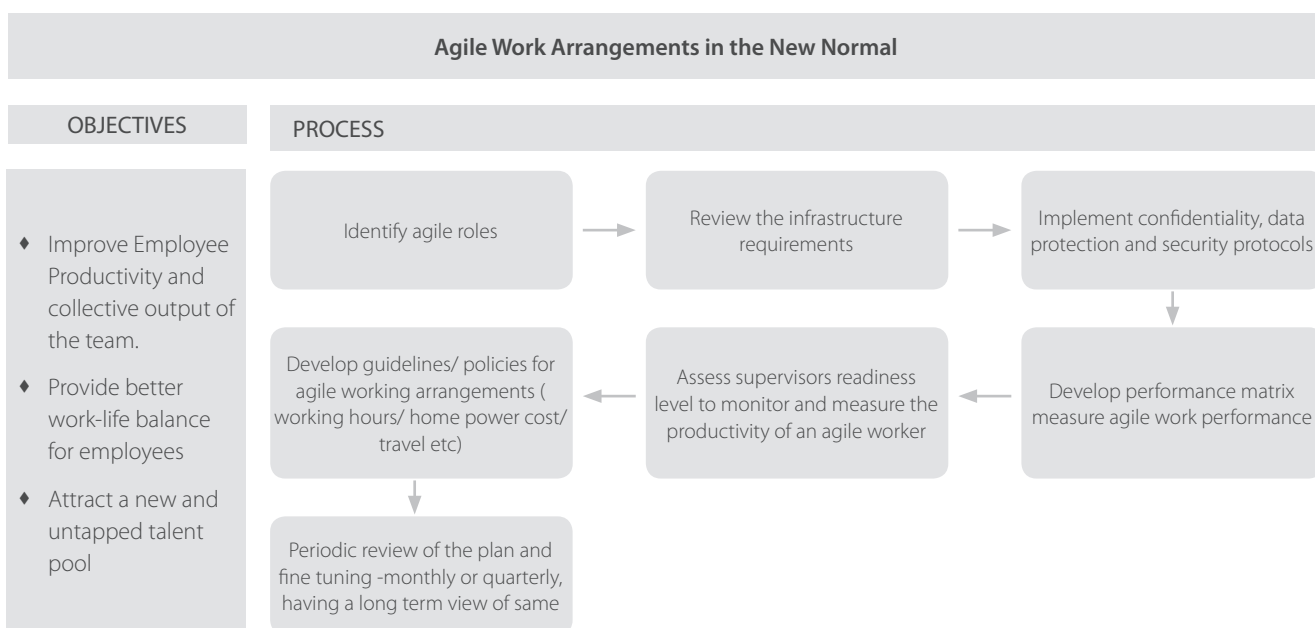 Agile Work Arrangements in the New Normal
OBJECTIVES
♦ Improve Employee
Productivity and
collective output of
the team.
♦ Provide better
work-life balance
for employees
♦ Attract a new and
untapped talent
pool
PROCESS
Identify agile roles
Review the infrastructure
requirements
Implement confidentiality, data
protection and security protocols
Develop performance matrix
measure agile work performance
Assess supervisors readiness
level to monitor and measure the
productivity of an agile worker
Develop guidelines/ policies for
agile working arrangements (
working hours/ home power cost/
travel etc)
Periodic review of the plan and
fine tuning -monthly or quarterly,
having a long term view of same